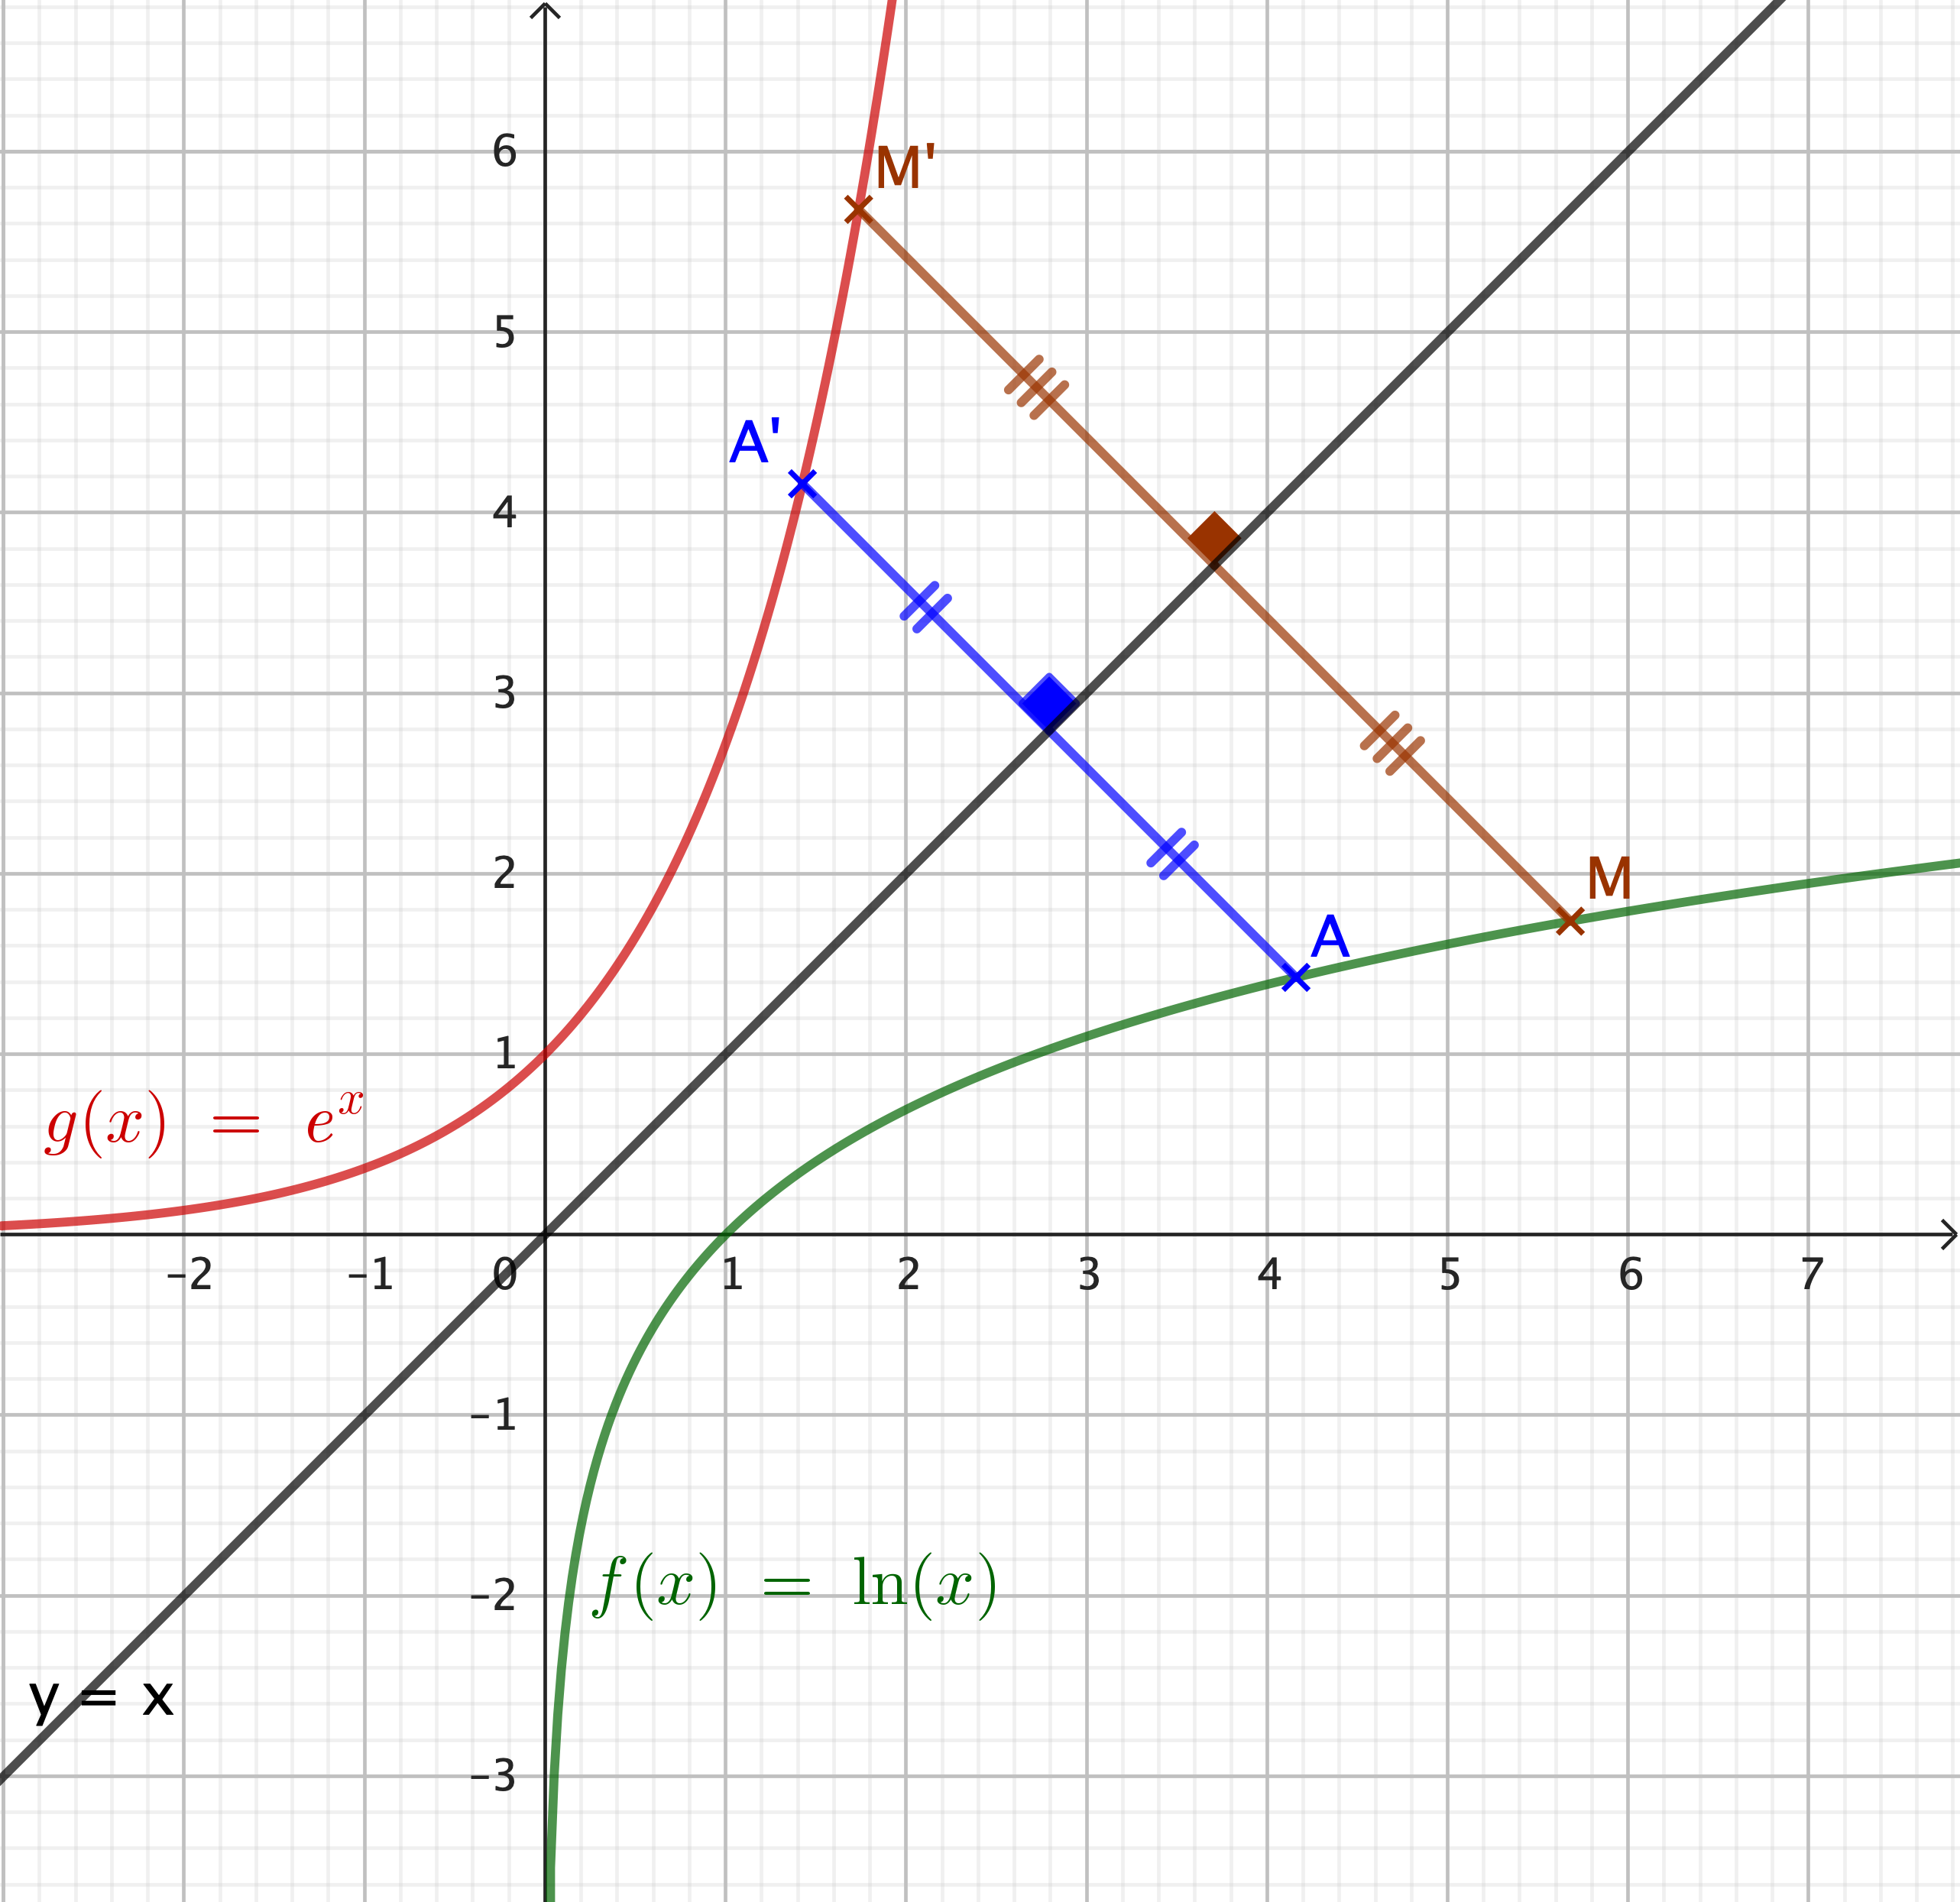 6
M'
5
A'
4
3
2
M
A
1
g(x) = e^x
-2 -1 0 1 2 3 4 5 6 7
-1
f(x) = ln(x)
-2
y = x
-3